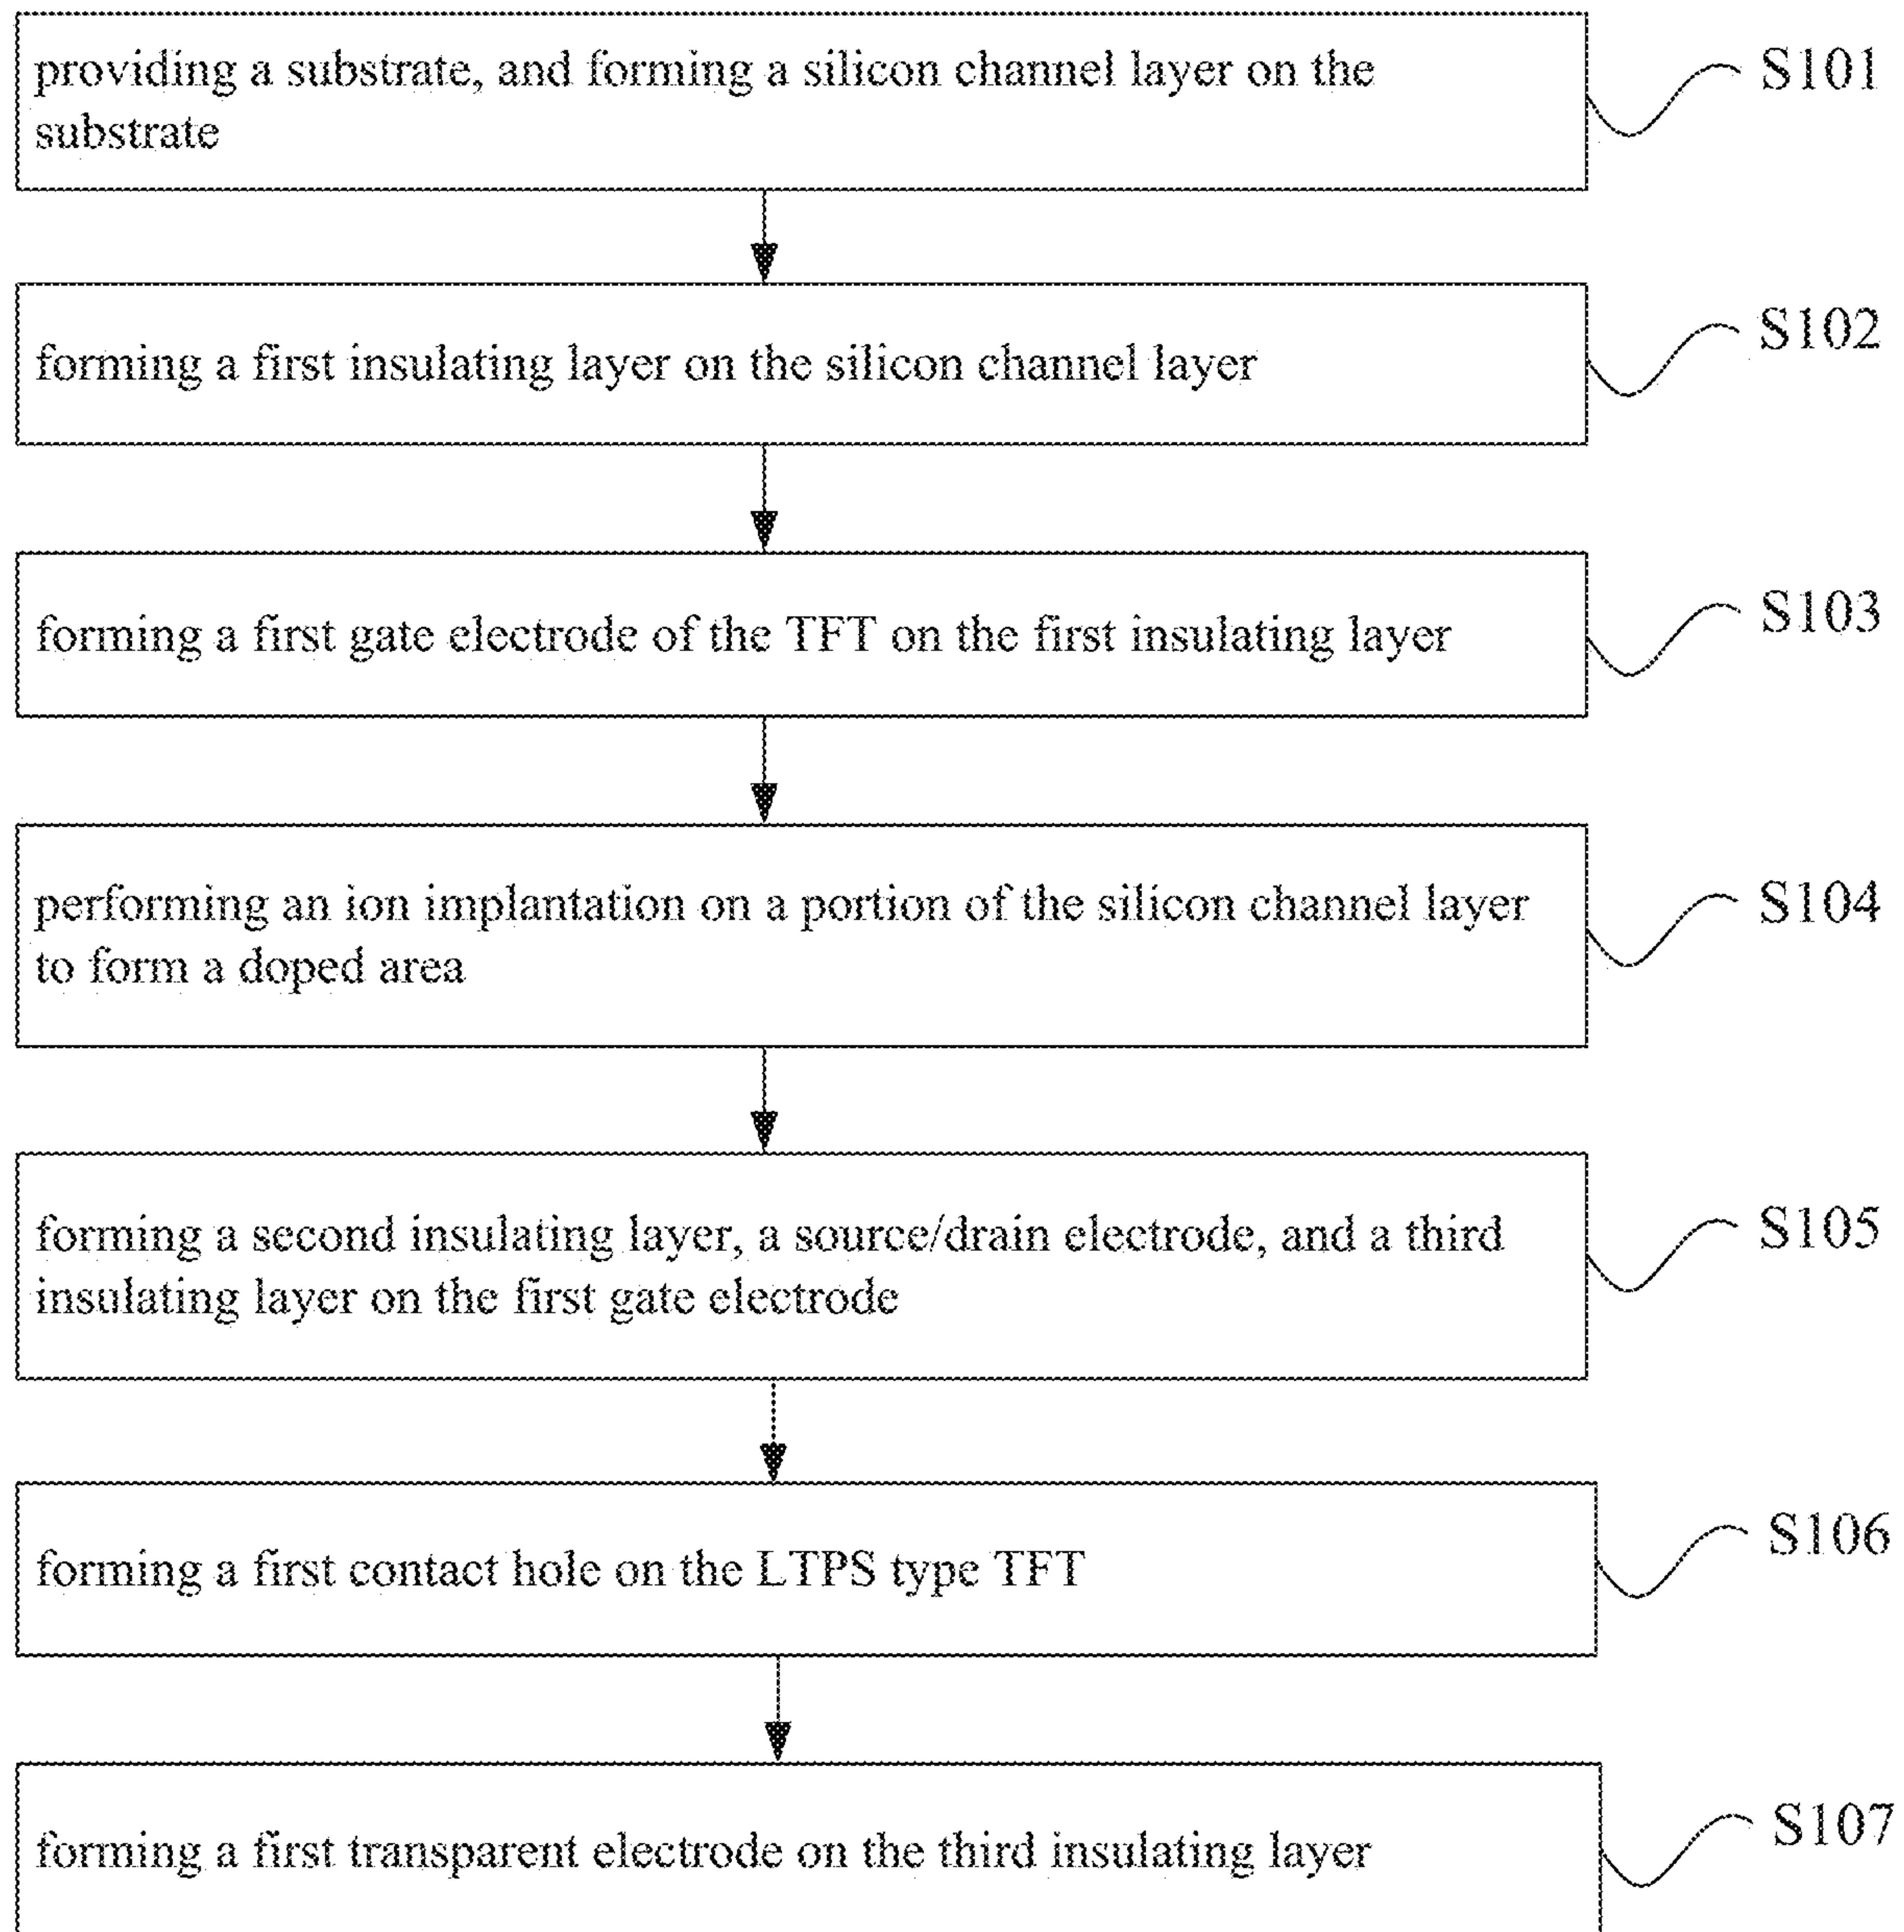 providing a substrate, and forming a silicon channel layer on the
substrate
S101
forming a first insulating layer on the silicon channel layer
S102
forming a first gate electrode of the TFT on the first insulating layer
S103
performing an ion implantation on a portion of the silicon channel layer
to form a doped area
S104
forming a second insulating layer, a source/drain electrode, and a third
insulating layer on the first gate electrode
S105
forming a first contact hole on the LTPS type TFT
S106
forming a first transparent electrode on the third insulating layer
S107